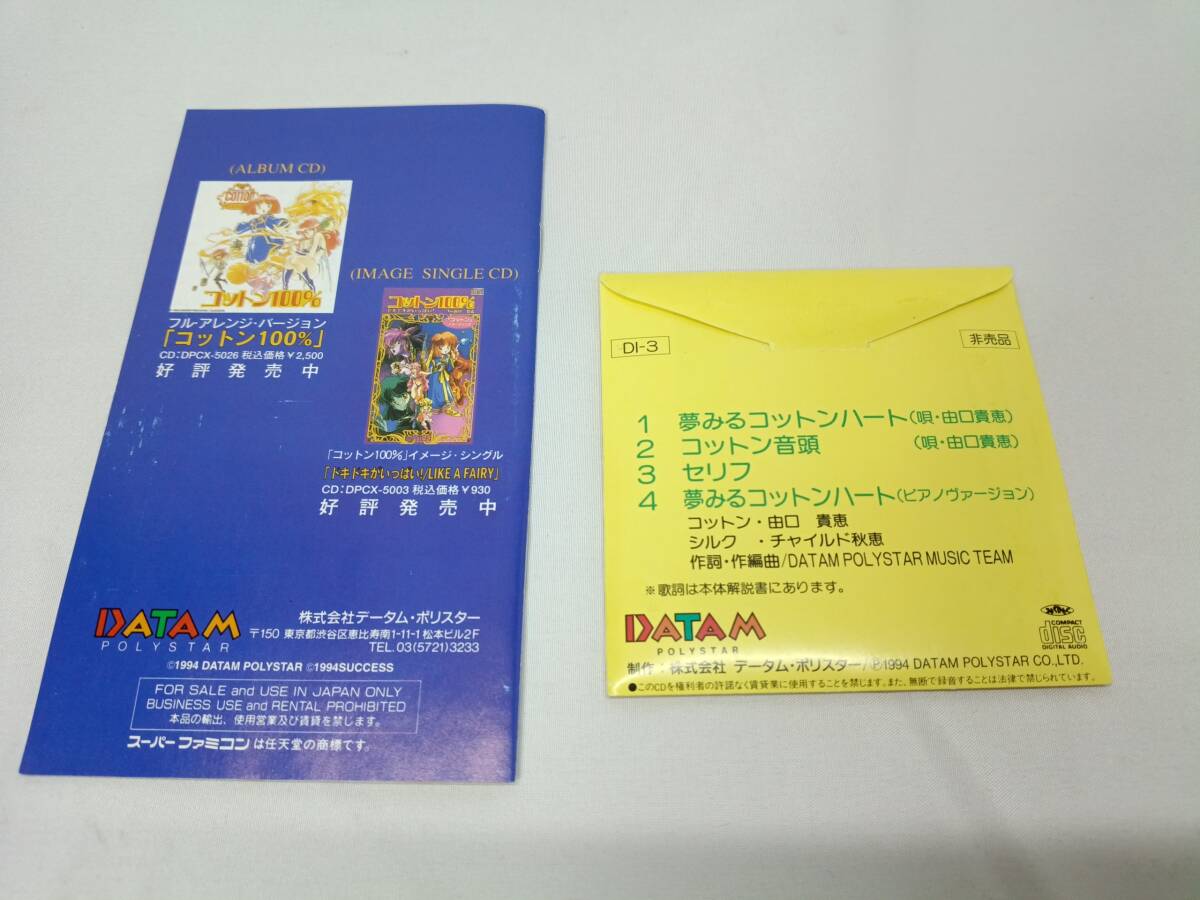 (ALBUM CD)
COTTON
コットン100%
フル・アレンジ・バージョン
「コットン100%」
CD:DPCX-5026 税込価格¥2,500
好評発売中
(IMAGE SINGLE CD)
コットン100%
「コットン100%」イメージ・シングル
「ドキドキがいっぱい!/LIKE A FAIRY」
CD:DPCX-5003 税込価格¥930
好評発売中
DATAM
POLYSTAR
株式会社データム・ポリスター
〒150 東京都渋谷区恵比寿南1-11-1 松本ビル2F
TEL.03(5721)3233
©1994 DATAM POLYSTAR ©1994SUCCESS
FOR SALE and USE IN JAPAN ONLY
BUSINESS USE and RENTAL PROHIBITED
本品の輸出、使用営業及び賃貸を禁じます。
スーパーファミコンは任天堂の商標です。
DI-3
非売品
1 夢みるコットンハート(唄・由口貴恵)
2 コットン音頭 (唄・由口貴恵)
3 セリフ
4 夢みるコットンハート(ピアノヴァージョン)
コットン・由口 貴恵
シルク ・チャイルド秋恵
作詞・作編曲/DATAM POLYSTAR MUSIC TEAM
※歌詞は本体解説書にあります。
DATAM
POLYSTAR
COMPACT
disc
DIGITAL AUDIO
制作:株式会社 データム・ポリスター/Ⓟ1994 DATAM POLYSTAR CO.,LTD.
●このCDを権利者の許諾なく賃貸業に使用することを禁じます。また、無断で録音することは法律で禁じられています。